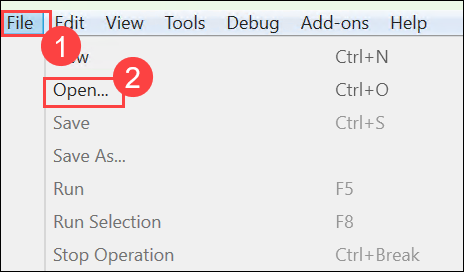 File Edit View Tools Debug Add-ons Help
1
2
Ctrl+N
Open... Ctrl+O
Save Ctrl+S
Save As...
Run F5
Run Selection F8
Stop Operation Ctrl+Break